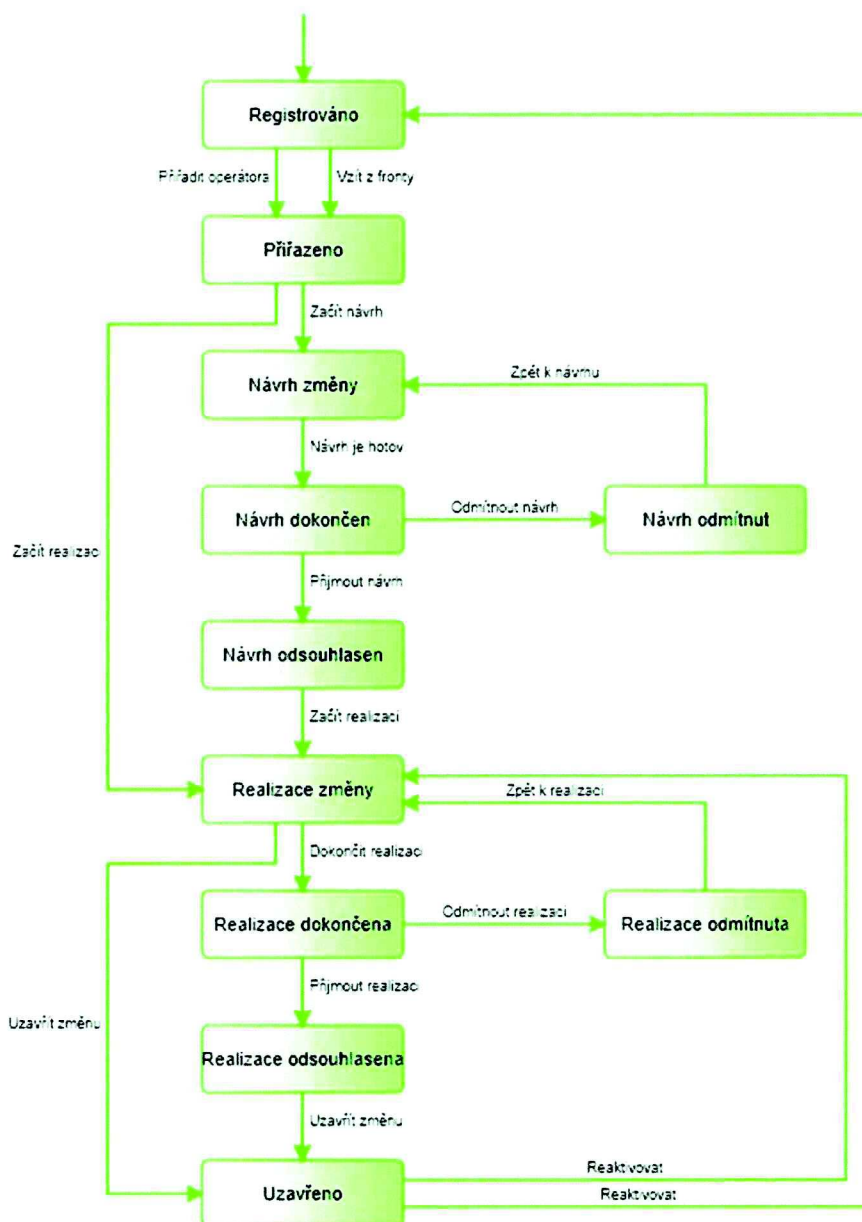 Registrováno
Přiřadit operátora
Vzít z fronty
Přiřazeno
Začít návrh
Návrh změny
Zpět k návrhu
Návrh je hotov
Návrh dokončen
Odmítnout návrh
Návrh odmítnut
Začít realizaci
Přijmout návrh
Návrh odsouhlasen
Začít realizaci
Realizace změny
Zpět k realizaci
Dokončit realizaci
Realizace dokončena
Odmítnout realizaci
Realizace odmítnuta
Přijmout realizaci
Uzavřít změnu
Realizace odsouhlasena
Uzavřít změnu
Reaktivovat
Uzavřeno
Reaktivovat